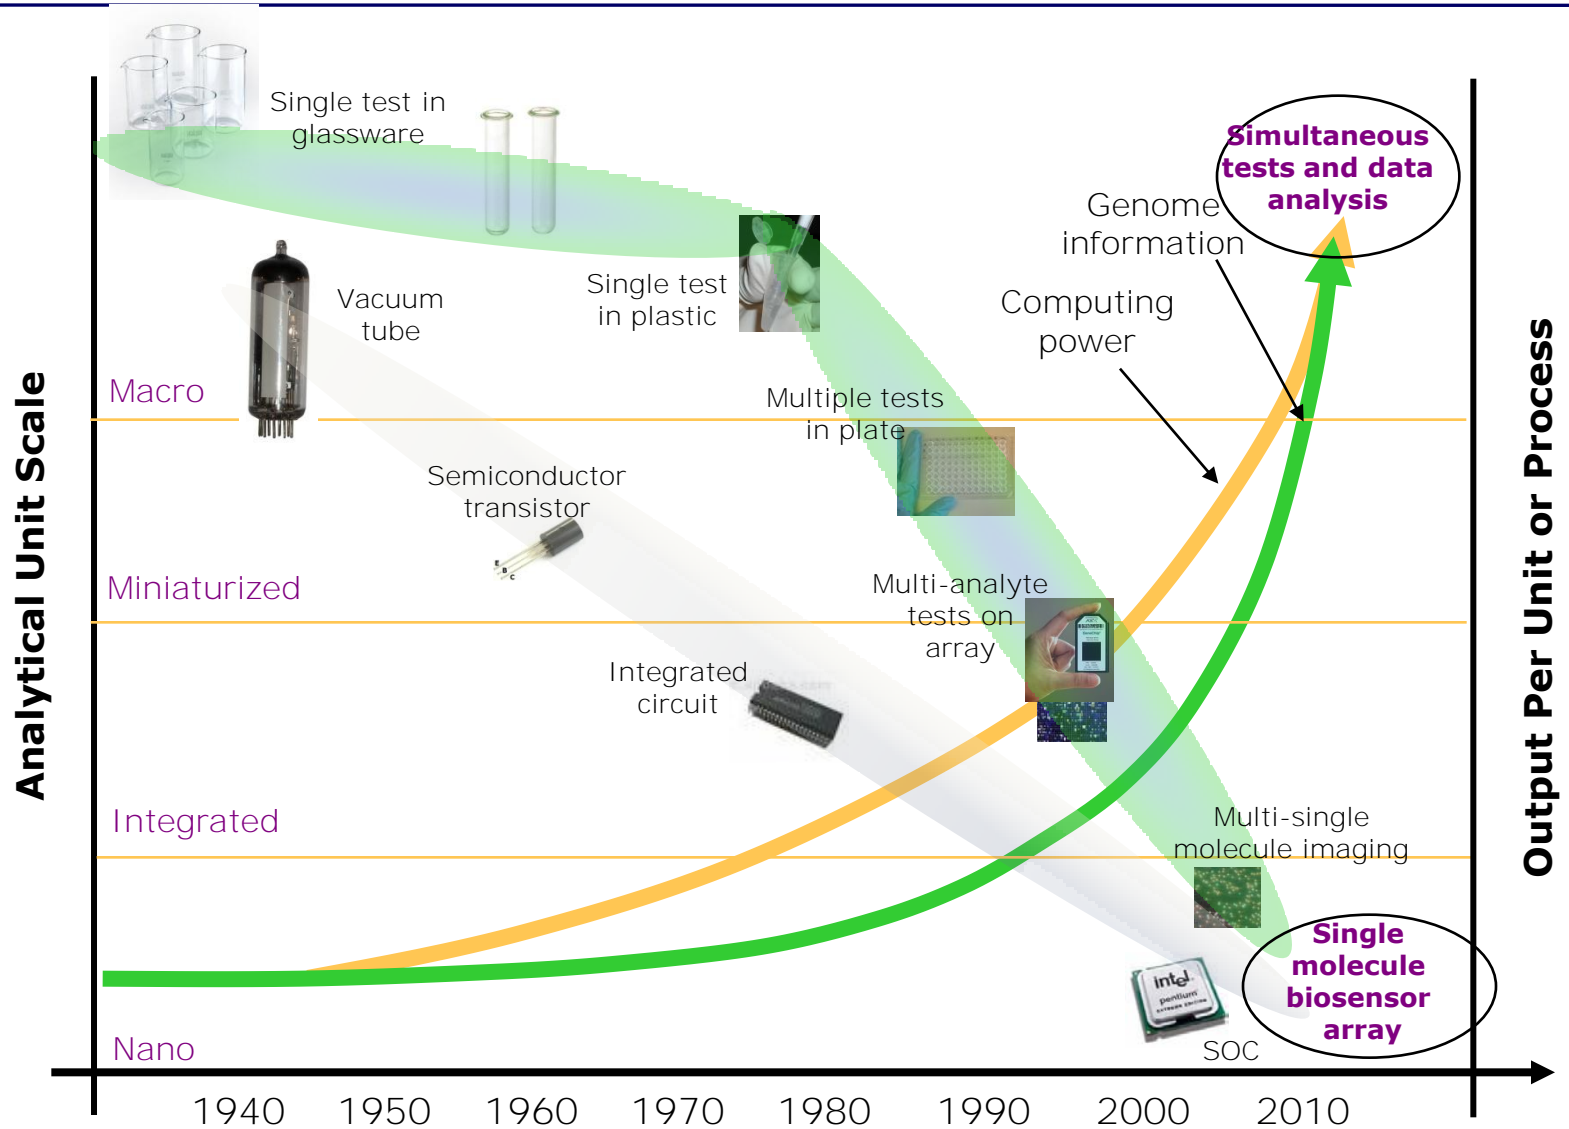 Single test in
glassware
Simultaneous
tests and data
analysis
Genome
information
Vacuum
tube
Single test
in plastic
Computing
power
Macro
Multiple tests
in plate
Semiconductor
transistor
E
B
C
Miniaturized
Multi-analyte
tests on
array
Integrated
circuit
Integrated
Multi-single
molecule imaging
Single
molecule
biosensor
array
intel
pentium
EXTREME EDITION
SOC
Nano
1940 1950 1960 1970 1980 1990 2000 2010
Analytical Unit Scale
Output Per Unit or Process